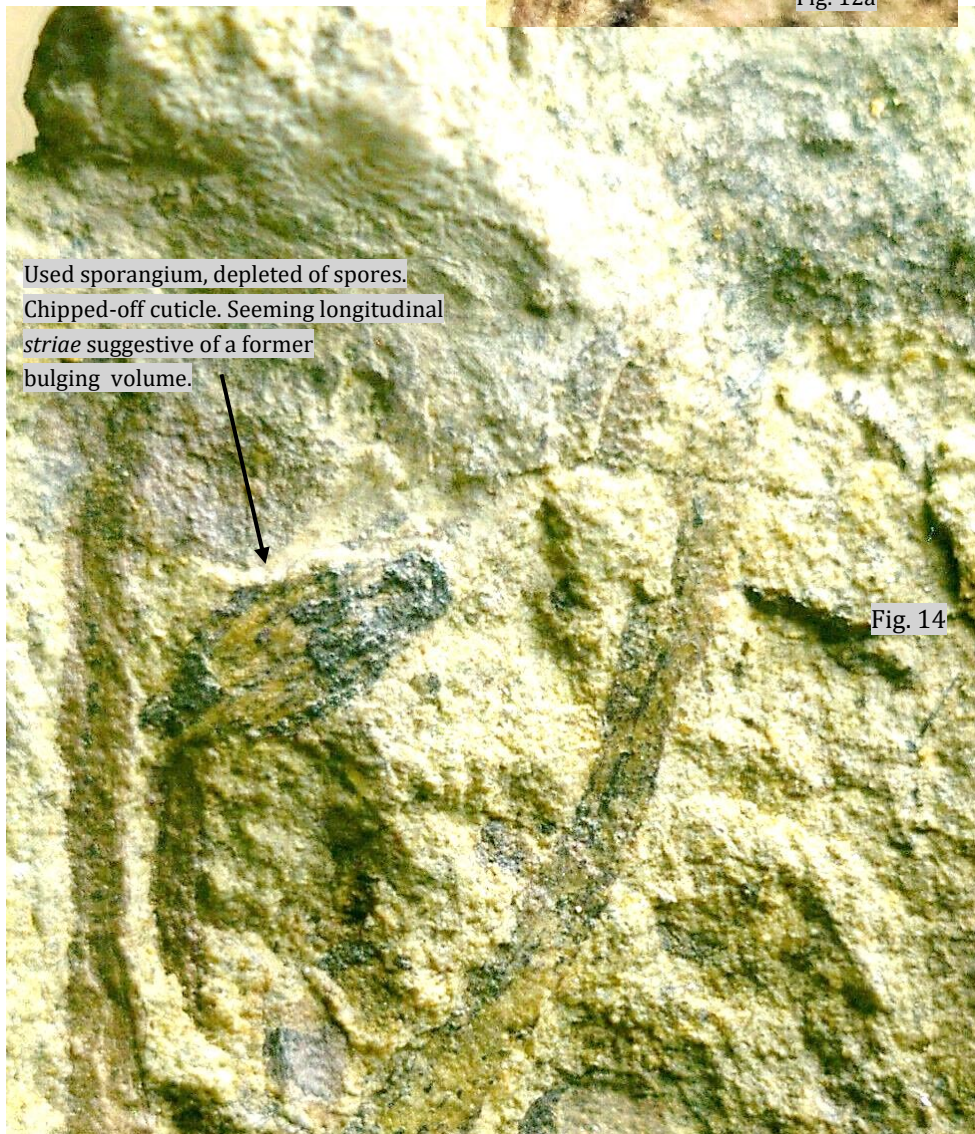 Fig. 12a
Used sporangium, depleted of spores.
Chipped-off cuticle. Seeming longitudinal
striae suggestive of a former
bulging volume.
Fig. 14